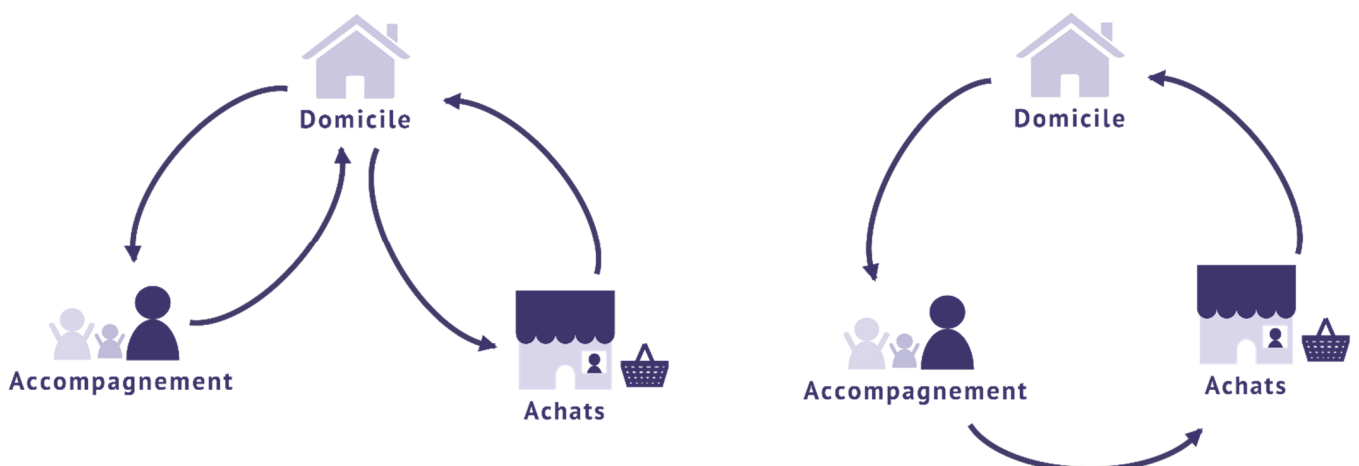 Domicile
Accompagnement
Achats
Domicile
Accompagnement
Achats